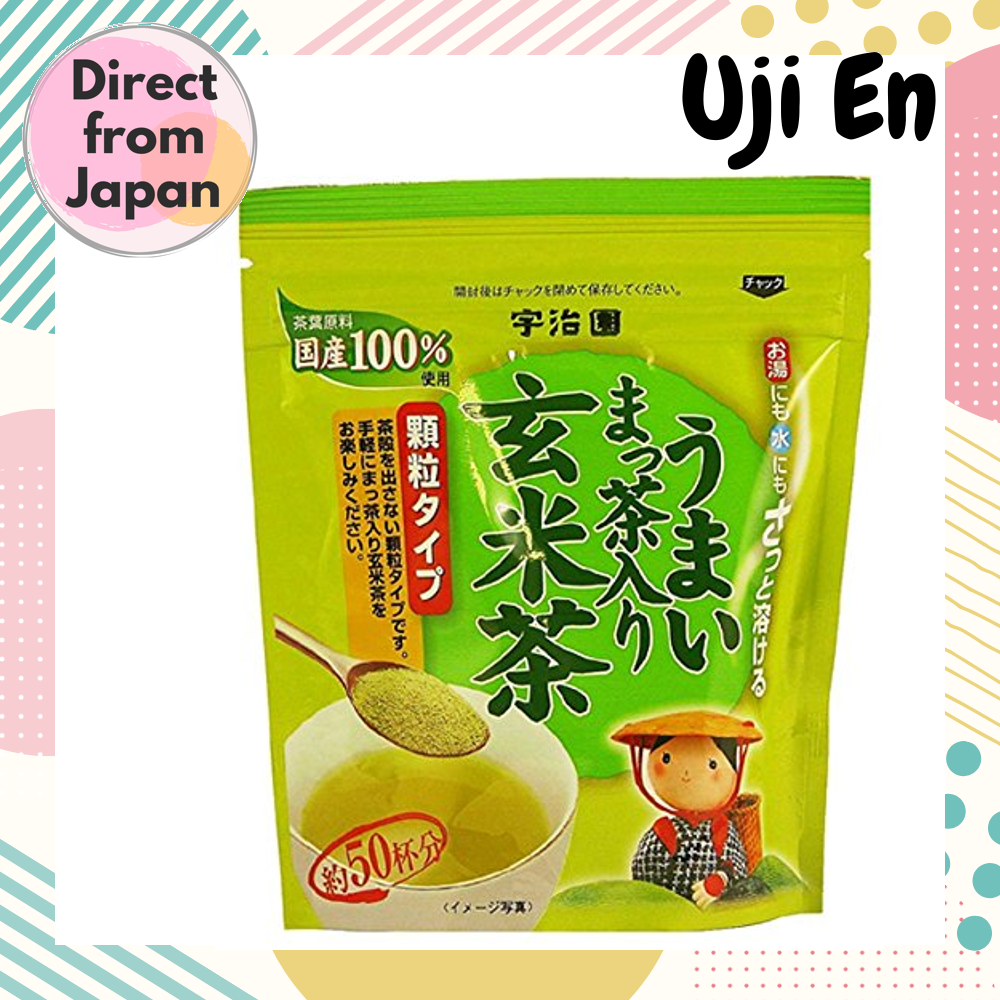 Direct
from
Japan
Uji En
開封後はチャックを閉めて保存してください。
チャック
宇治園
茶葉原料
国産100%
使用
お湯にも水にもさっと溶ける
うまい
まっ茶入り
玄米茶
顆粒タイプ
茶殻を出さない顆粒タイプです。
手軽にまっ茶入り玄米茶を
お楽しみください。
約50杯分
(イメージ写真)